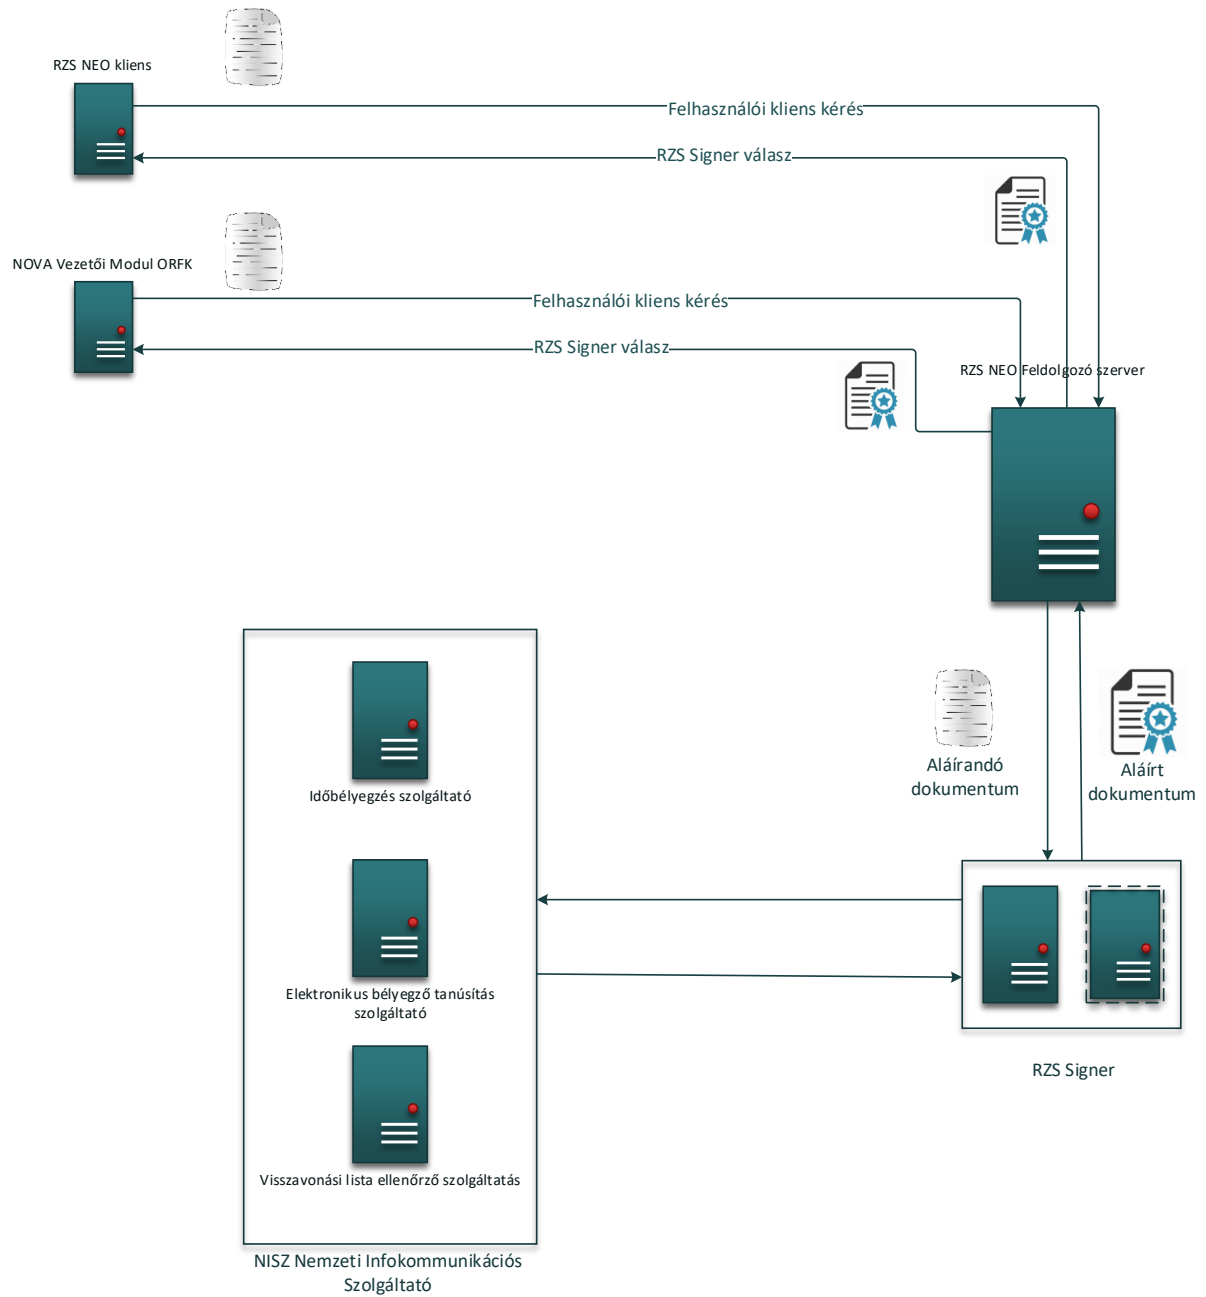 RZS NEO kliens
Felhasználói kliens kérés
RZS Signer válasz
NOVA Vezetői Modul ORFK
Felhasználói kliens kérés
RZS Signer válasz
RZS NEO Feldolgozó szerver
Aláírandó
dokumentum
Aláírt
dokumentum
Időbélyegzés szolgáltató
Elektronikus bélyegző tanúsítás
szolgáltató
RZS Signer
Visszavonási lista ellenőrző szolgáltatás
NISZ Nemzeti Infokommunikációs
Szolgáltató